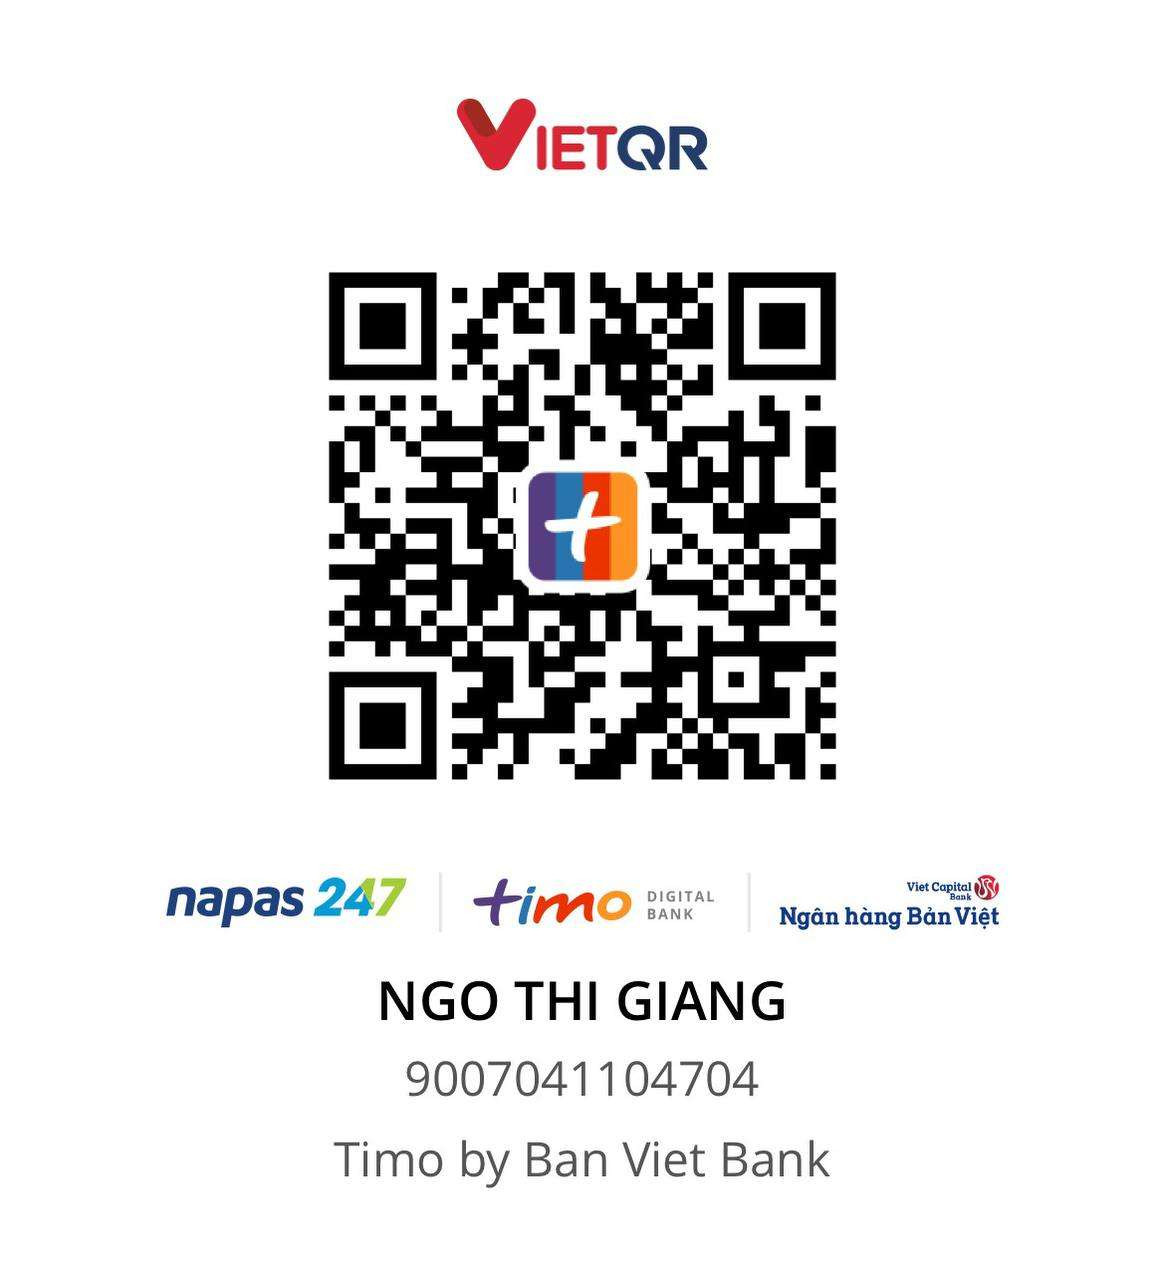 VIETQR
napas 247
timo DIGITAL BANK
Viet Capital Bank
Ngân hàng Bản Việt
NGO THI GIANG
9007041104704
Timo by Ban Viet Bank